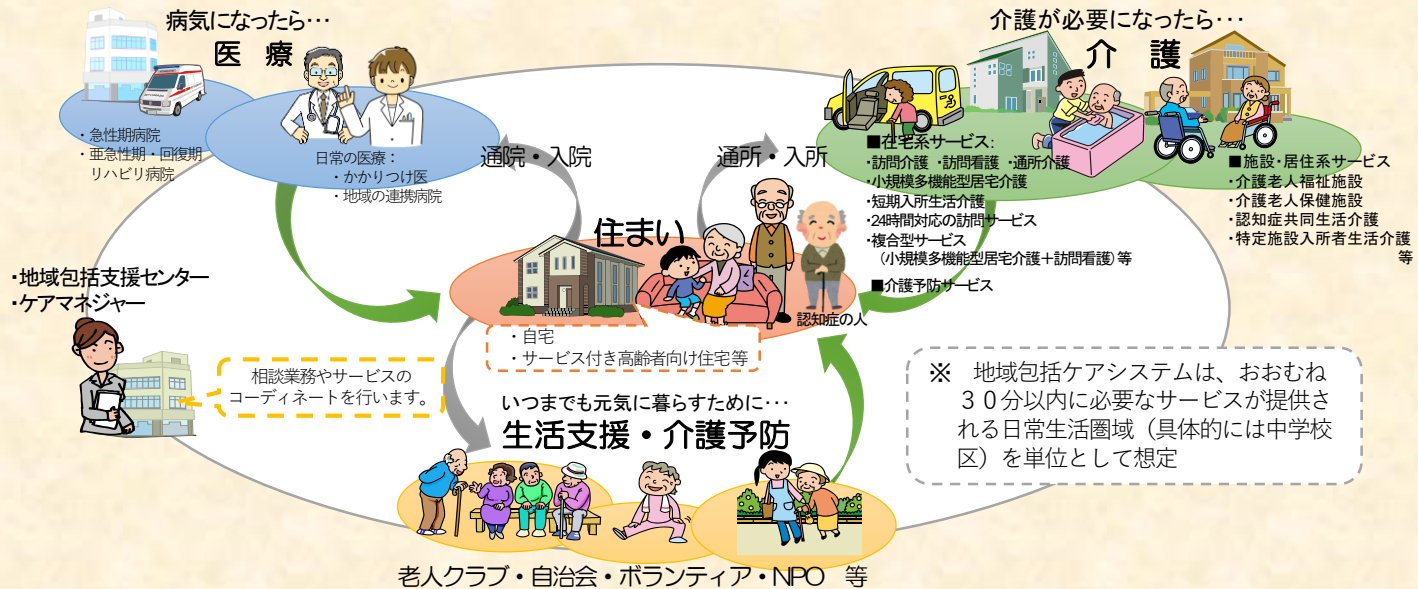 病気になったら･･･
医 療
・急性期病院
・亜急性期・回復期
リハビリ病院
日常の医療：
・かかりつけ医
・地域の連携病院
通院・入院
通所・入所
介護が必要になったら･･･
介 護
■在宅系サービス：
・訪問介護 ・訪問看護 ・通所介護
・小規模多機能型居宅介護
・短期入所生活介護
・24時間対応の訪問サービス
・複合型サービス
（小規模多機能型居宅介護＋訪問看護）等
■介護予防サービス
■施設・居住系サービス
・介護老人福祉施設
・介護老人保健施設
・認知症共同生活介護
・特定施設入所者生活介護
等
住まい
認知症の人
・自宅
・サービス付き高齢者向け住宅等
・地域包括支援センター
・ケアマネジャー
相談業務やサービスの
コーディネートを行います。
いつまでも元気に暮らすために･･･
生活支援・介護予防
老人クラブ・自治会・ボランティア・NPO 等
※ 地域包括ケアシステムは、おおむね
３０分以内に必要なサービスが提供さ
れる日常生活圏域（具体的には中学校
区）を単位として想定